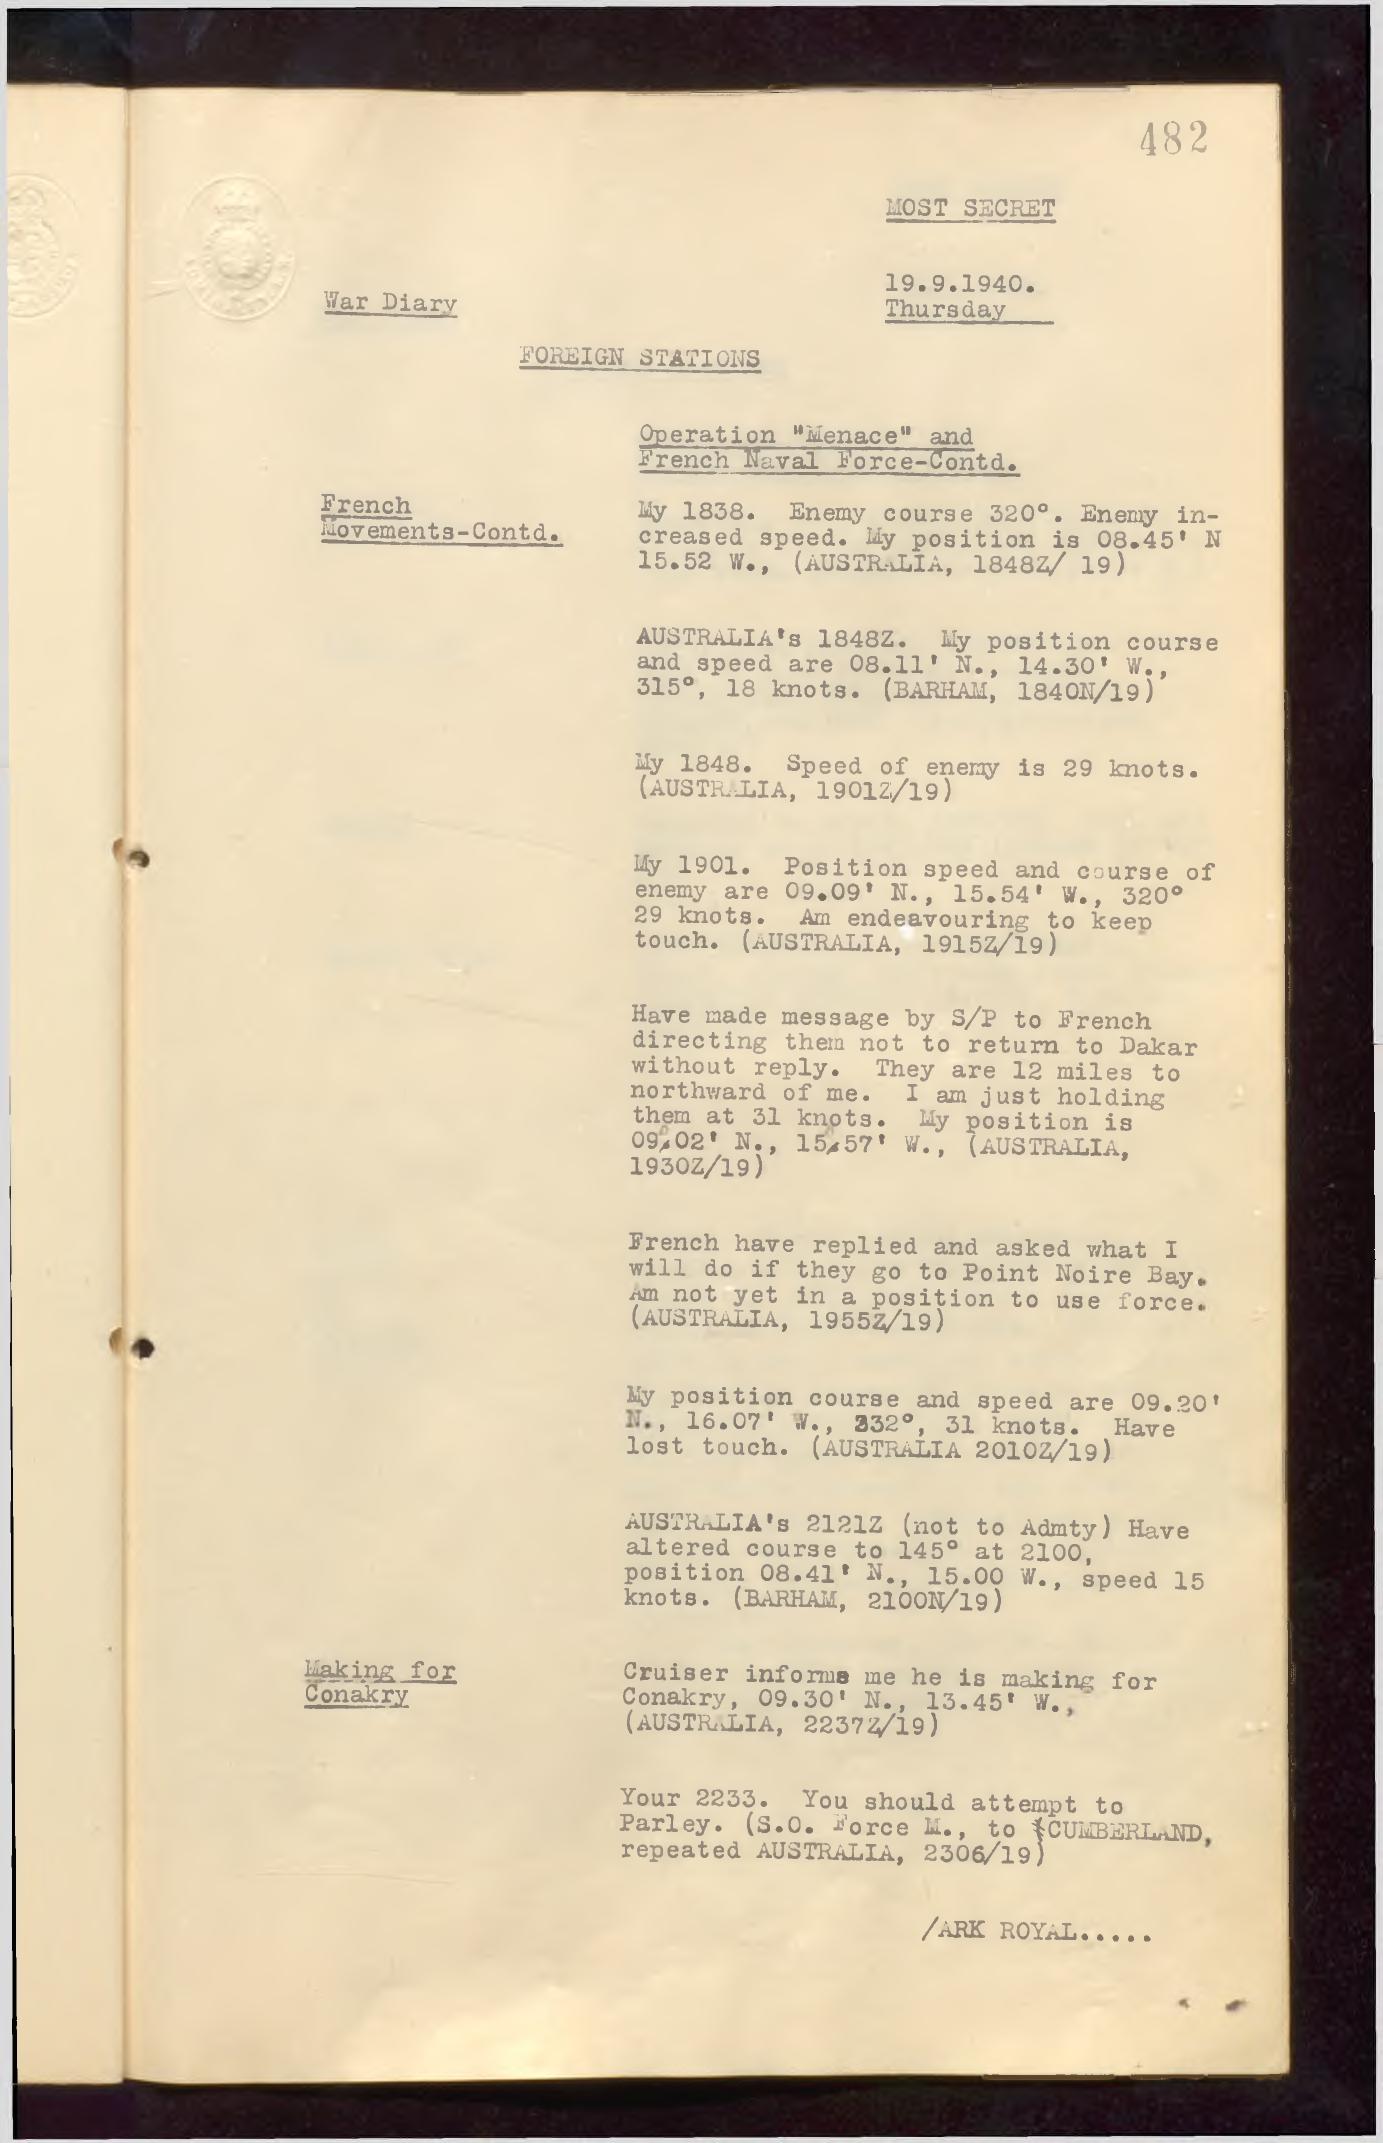 482
MOST SECRET
19.9.1940.
Thursday
War Diary
FOREIGN STATIONS
Operation "Menace" and
French Naval Force-Contd.
French
Movements-Contd.
My 1838. Enemy course 320°. Enemy in-
creased speed. My position is 08.45' N
15.52 W., (AUSTRALIA, 1848Z/ 19)
AUSTRALIA's 1848Z. My position course
and speed are 08.11' N., 14.30' W.,
315°, 18 knots. (BARHAM, 1840N/19)
My 1848. Speed of enemy is 29 knots.
(AUSTRALIA, 1901Z/19)
My 1901. Position speed and course of
enemy are 09.09' N., 15.54' W., 320°
29 knots. Am endeavouring to keep
touch. (AUSTRALIA, 1915Z/19)
Have made message by S/P to French
directing them not to return to Dakar
without reply. They are 12 miles to
northward of me. I am just holding
them at 31 knots. My position is
09°02' N., 15°57' W., (AUSTRALIA,
1930Z/19)
French have replied and asked what I
will do if they go to Point Noire Bay.
Am not yet in a position to use force.
(AUSTRALIA, 1955Z/19)
My position course and speed are 09.20'
N., 16.07' W., 332°, 31 knots. Have
lost touch. (AUSTRALIA 2010Z/19)
AUSTRALIA's 2121Z (not to Admty) Have
altered course to 145° at 2100,
position 08.41' N., 15.00 W., speed 15
knots. (BARHAM, 2100N/19)
Making for
Conakry
Cruiser informs me he is making for
Conakry, 09.30' N., 13.45' W.,
(AUSTRALIA, 2237Z/19)
Your 2233. You should attempt to
Parley. (S.O. Force M., to CUMBERLAND,
repeated AUSTRALIA, 2306/19)
/ARK ROYAL.....